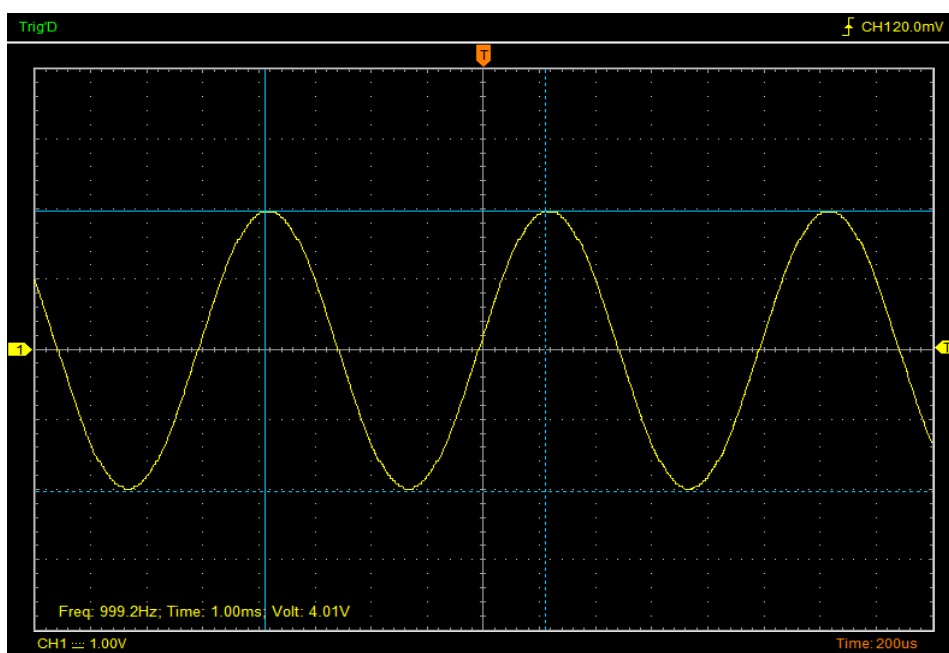 Trig'D CH120.0mV
T
1 T
Freq: 999.2Hz; Time: 1.00ms; Volt: 4.01V
CH1 ⎓ 1.00V Time: 200us